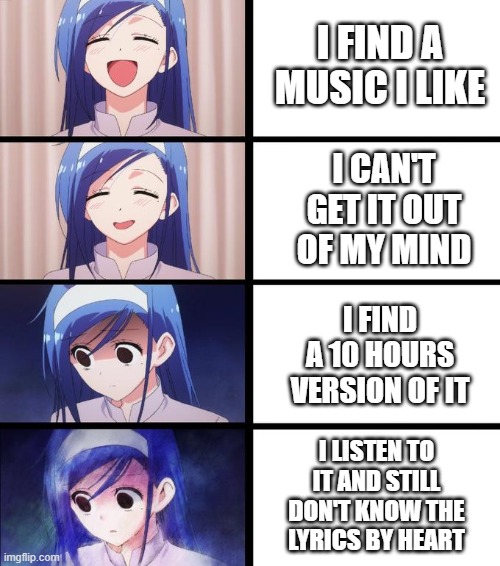 I FIND A
MUSIC I LIKE
I CAN'T
GET IT OUT
OF MY MIND
I FIND
A 10 HOURS
VERSION OF IT
I LISTEN TO
IT AND STILL
DON'T KNOW THE
LYRICS BY HEART
imgflip.com